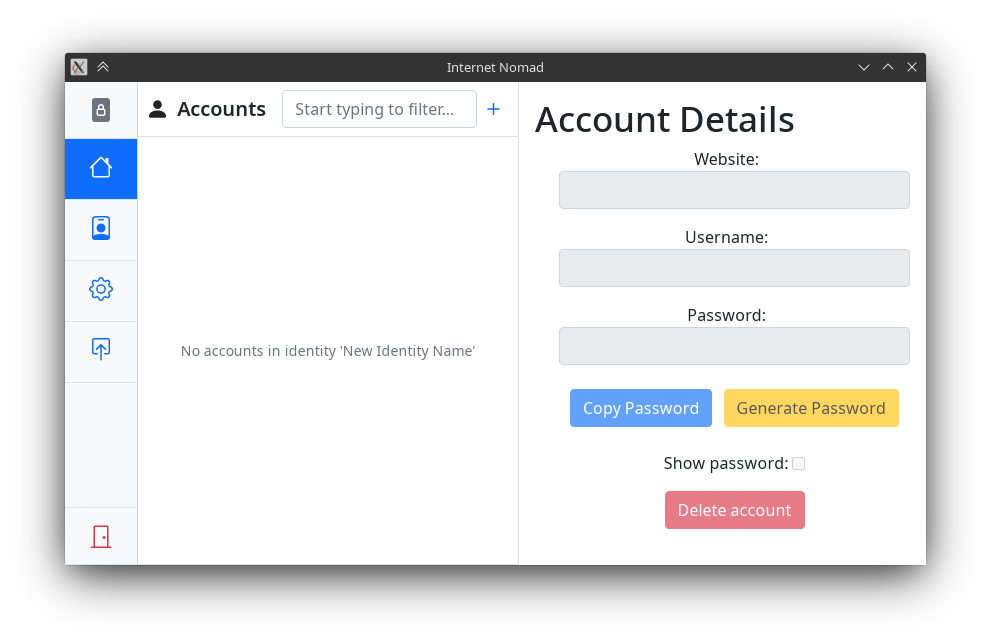 Internet Nomad
Accounts
Start typing to filter...
No accounts in identity 'New Identity Name'
Account Details
Website:
Username:
Password:
Copy Password
Generate Password
Show password:
Delete account